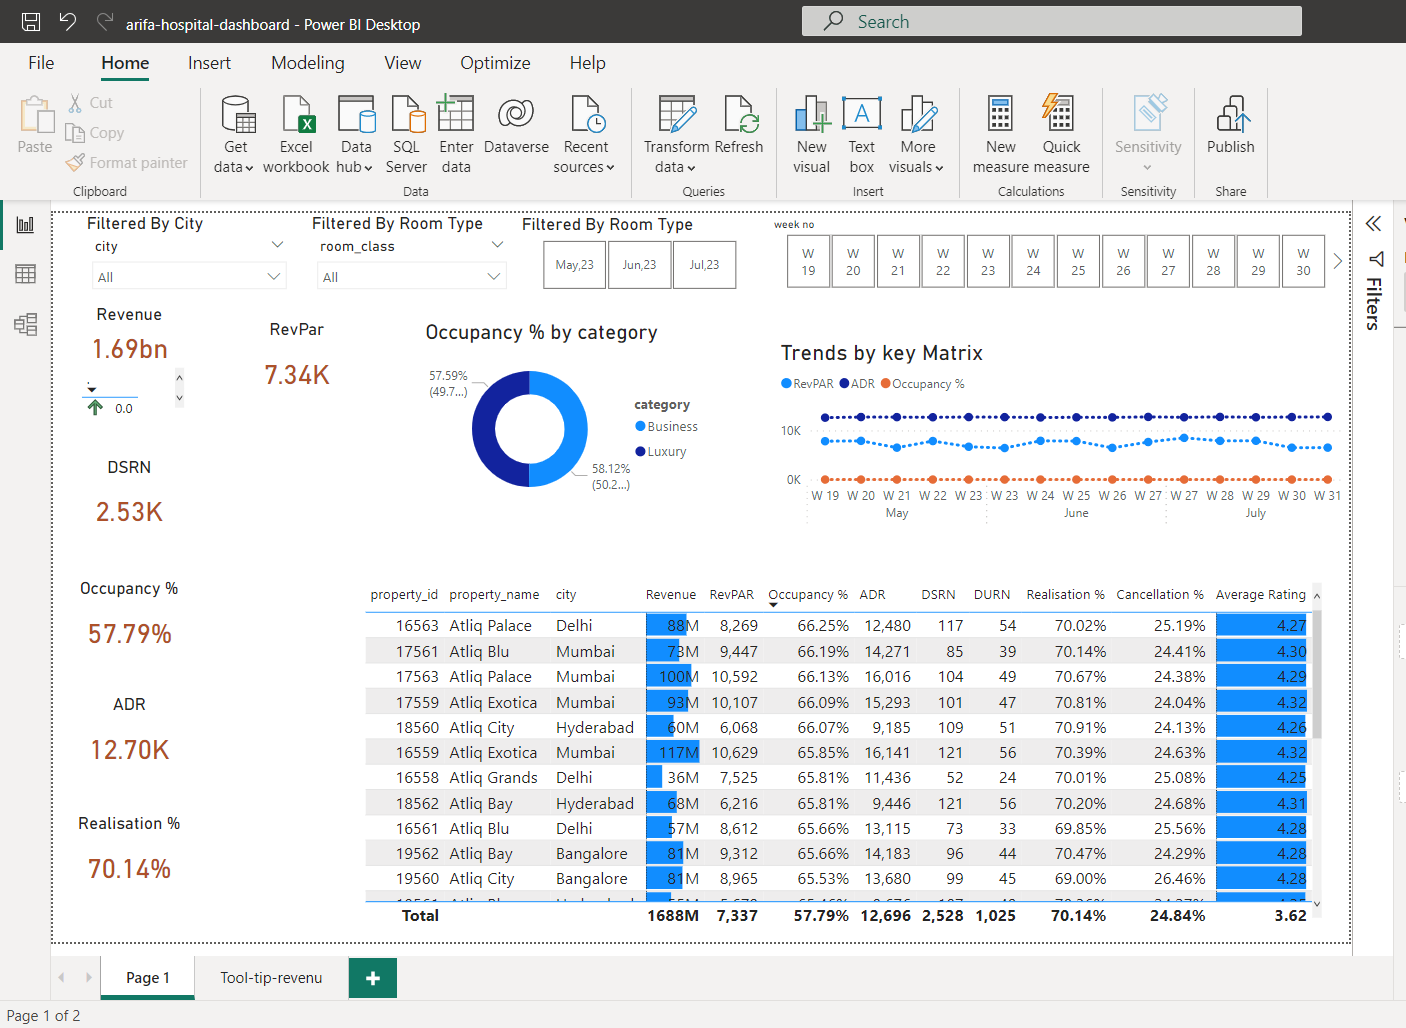 arifa-hospital-dashboard - Power BI Desktop
Search
File Home Insert Modeling View Optimize Help
Paste
Cut
Copy
Format painter
Clipboard
Get data
Excel workbook
Data hub
SQL Server
Enter data
Dataverse
Recent sources
Data
Transform data
Refresh
Queries
New visual
Text box
More visuals
Insert
New measure
Quick measure
Calculations
Sensitivity
Sensitivity
Publish
Share
Filtered By City
city
All
Filtered By Room Type
room_class
All
Filtered By Room Type
May,23 Jun,23 Jul,23
week no
W 19 W 20 W 21 W 22 W 23 W 24 W 25 W 26 W 27 W 28 W 29 W 30
Filters
Revenue
1.69bn
0.0
RevPar
7.34K
DSRN
2.53K
Occupancy %
57.79%
ADR
12.70K
Realisation %
70.14%
Occupancy % by category
57.59%
(49.7...)
58.12%
(50.2...)
category
Business
Luxury
Trends by key Matrix
RevPAR ADR Occupancy %
10K
0K
W 19 W 20 W 21 W 22 W 23 W 23 W 24 W 25 W 26 W 27 W 27 W 28 W 29 W 30 W 31
May June July
property_id property_name city Revenue RevPAR Occupancy % ADR DSRN DURN Realisation % Cancellation % Average Rating
16563 Atliq Palace Delhi 88M 8,269 66.25% 12,480 117 54 70.02% 25.19% 4.27
17561 Atliq Blu Mumbai 73M 9,447 66.19% 14,271 85 39 70.14% 24.41% 4.30
17563 Atliq Palace Mumbai 100M 10,592 66.13% 16,016 104 49 70.67% 24.38% 4.29
17559 Atliq Exotica Mumbai 93M 10,107 66.09% 15,293 101 47 70.81% 24.04% 4.32
18560 Atliq City Hyderabad 60M 6,068 66.07% 9,185 109 51 70.91% 24.13% 4.26
16559 Atliq Exotica Mumbai 117M 10,629 65.85% 16,141 121 56 70.39% 24.63% 4.32
16558 Atliq Grands Delhi 36M 7,525 65.81% 11,436 52 24 70.01% 25.08% 4.25
18562 Atliq Bay Hyderabad 68M 6,216 65.81% 9,446 121 56 70.20% 24.68% 4.31
16561 Atliq Blu Delhi 57M 8,612 65.66% 13,115 73 33 69.85% 25.56% 4.28
19562 Atliq Bay Bangalore 81M 9,312 65.66% 14,183 96 44 70.47% 24.29% 4.28
19560 Atliq City Bangalore 81M 8,965 65.53% 13,680 99 45 69.00% 26.46% 4.28
Total 1688M 7,337 57.79% 12,696 2,528 1,025 70.14% 24.84% 3.62
Page 1 Tool-tip-revenu
Page 1 of 2